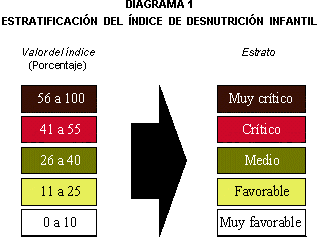 DIAGRAMA 1
ESTRATIFICACIÓN DEL ÍNDICE DE DESNUTRICIÓN INFANTIL
Valor del índice Estrato
(Porcentaje)
56 a 100 Muy crítico
41 a 55 Crítico
26 a 40 Medio
11 a 25 Favorable
0 a 10 Muy favorable